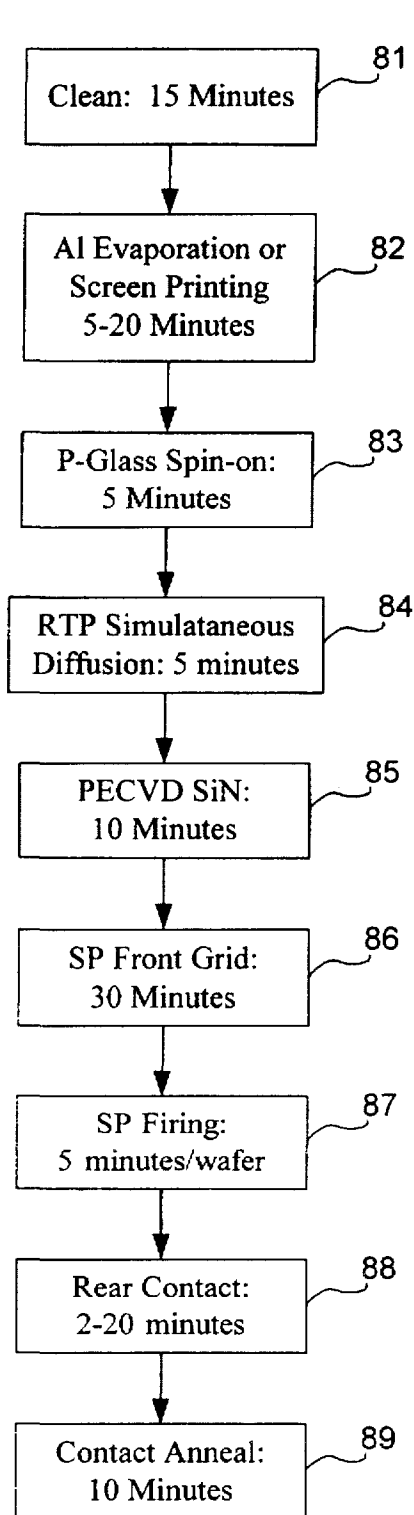 81
Clean: 15 Minutes
82
Al Evaporation or
Screen Printing
5-20 Minutes
83
P-Glass Spin-on:
5 Minutes
84
RTP Simulataneous
Diffusion: 5 minutes
85
PECVD SiN:
10 Minutes
86
SP Front Grid:
30 Minutes
87
SP Firing:
5 minutes/wafer
88
Rear Contact:
2-20 minutes
89
Contact Anneal:
10 Minutes